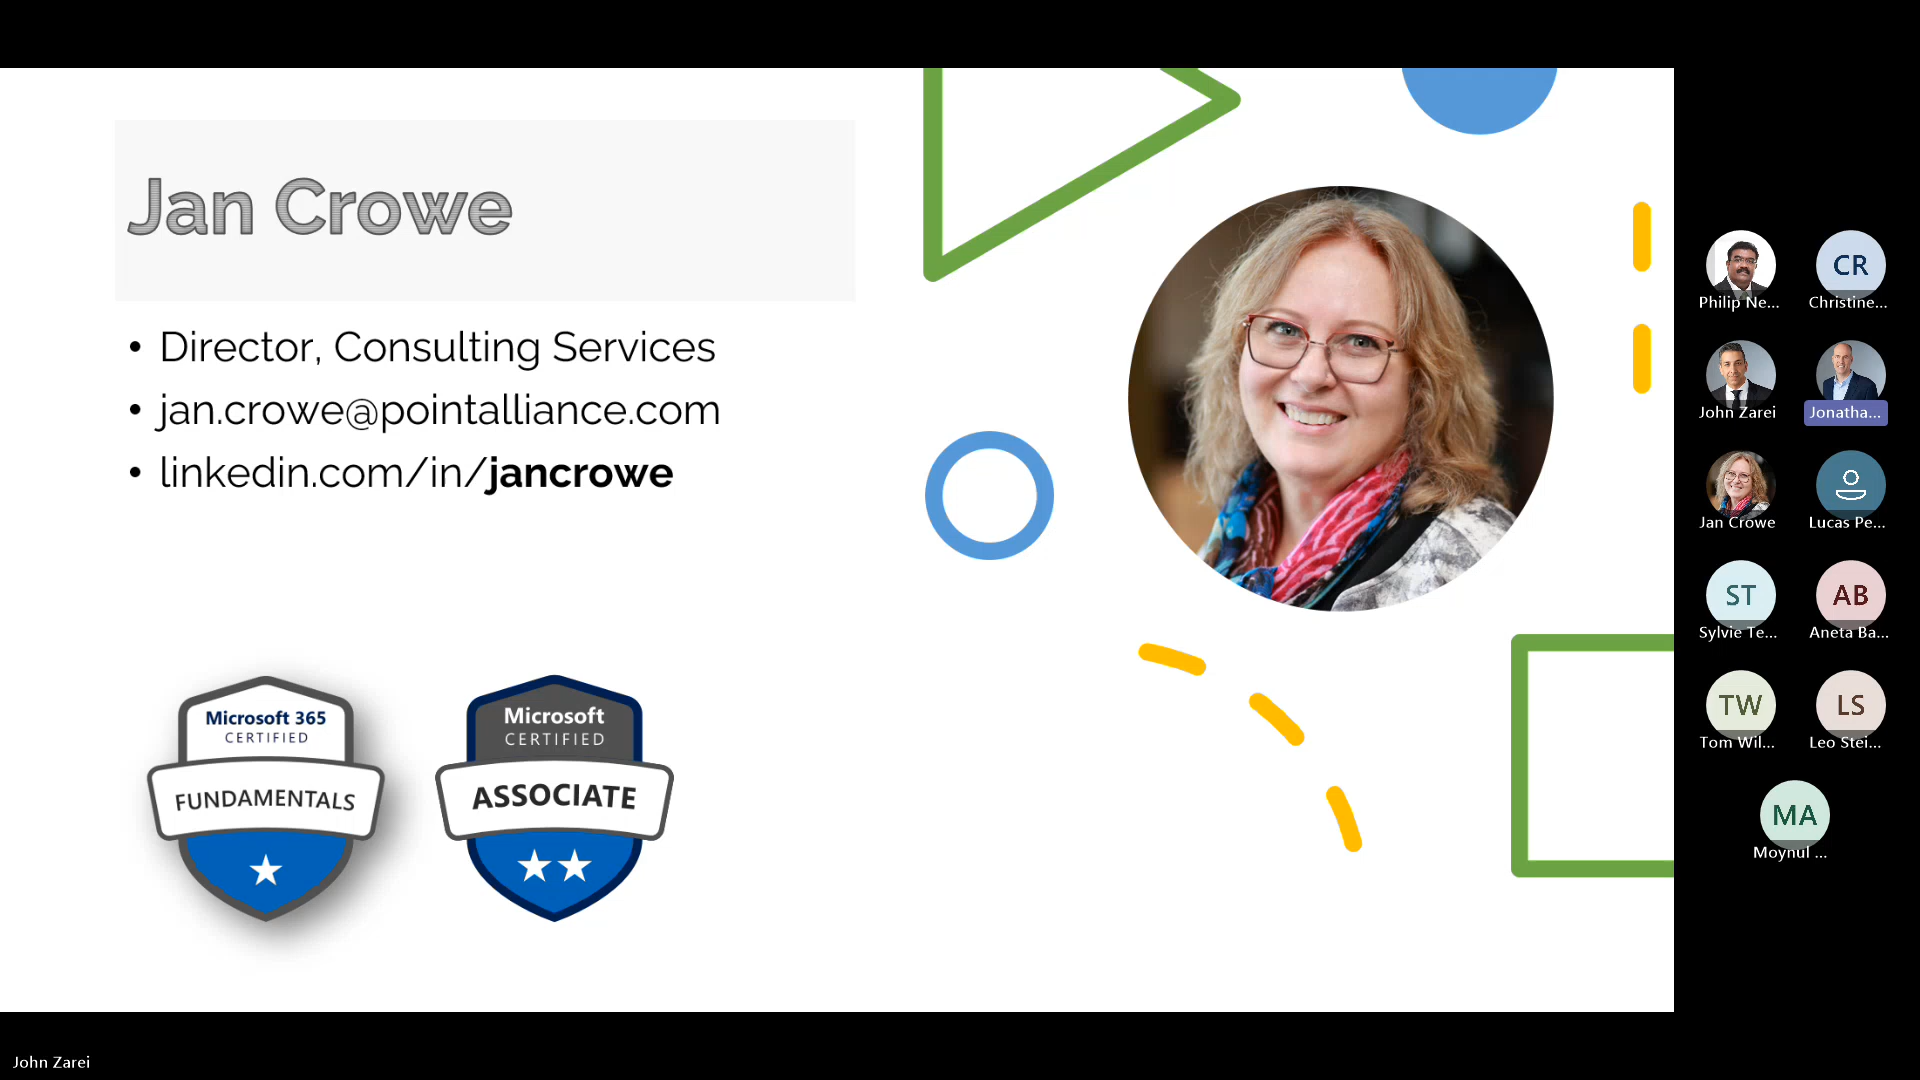 Jan Crowe
• Director, Consulting Services
• jan.crowe@pointalliance.com
• linkedin.com/in/jancrowe
Microsoft 365
CERTIFIED
FUNDAMENTALS
Microsoft
CERTIFIED
ASSOCIATE
Philip Ne...
CR
Christine...
John Zarei
Jonatha...
Jan Crowe
Lucas Pe...
ST
Sylvie Te...
AB
Aneta Ba...
TW
Tom Wil...
LS
Leo Stei...
MA
Moynul ...
John Zarei